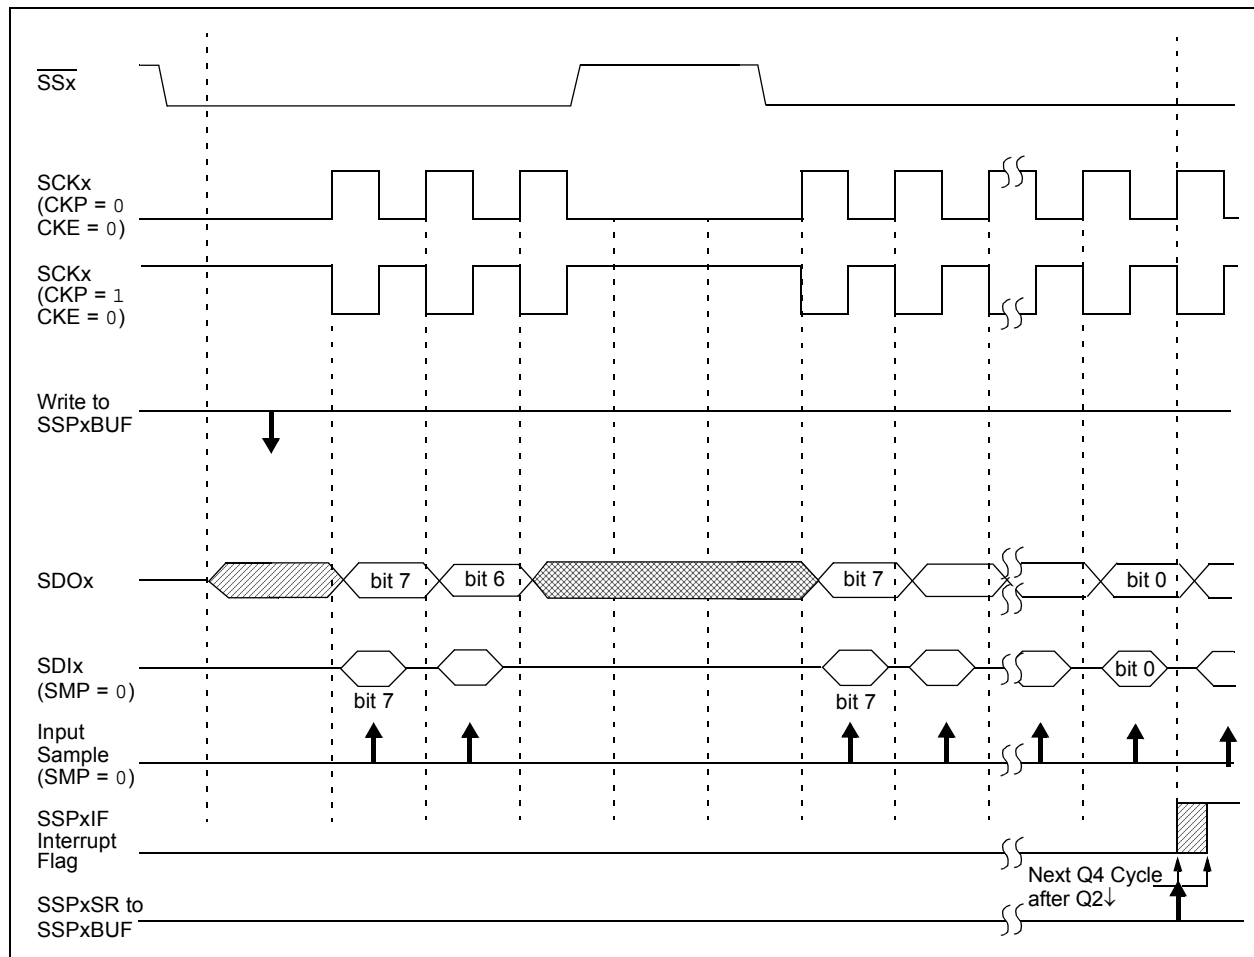 SSx
SCKx
(CKP = 0
CKE = 0)
SCKx
(CKP = 1
CKE = 0)
Write to
SSPxBUF
SDOx
bit 7
bit 6
bit 7
bit 0
SDIx
(SMP = 0)
bit 7
bit 7
bit 0
Input
Sample
(SMP = 0)
SSPxIF
Interrupt
Flag
Next Q4 Cycle
after Q2↓
SSPxSR to
SSPxBUF